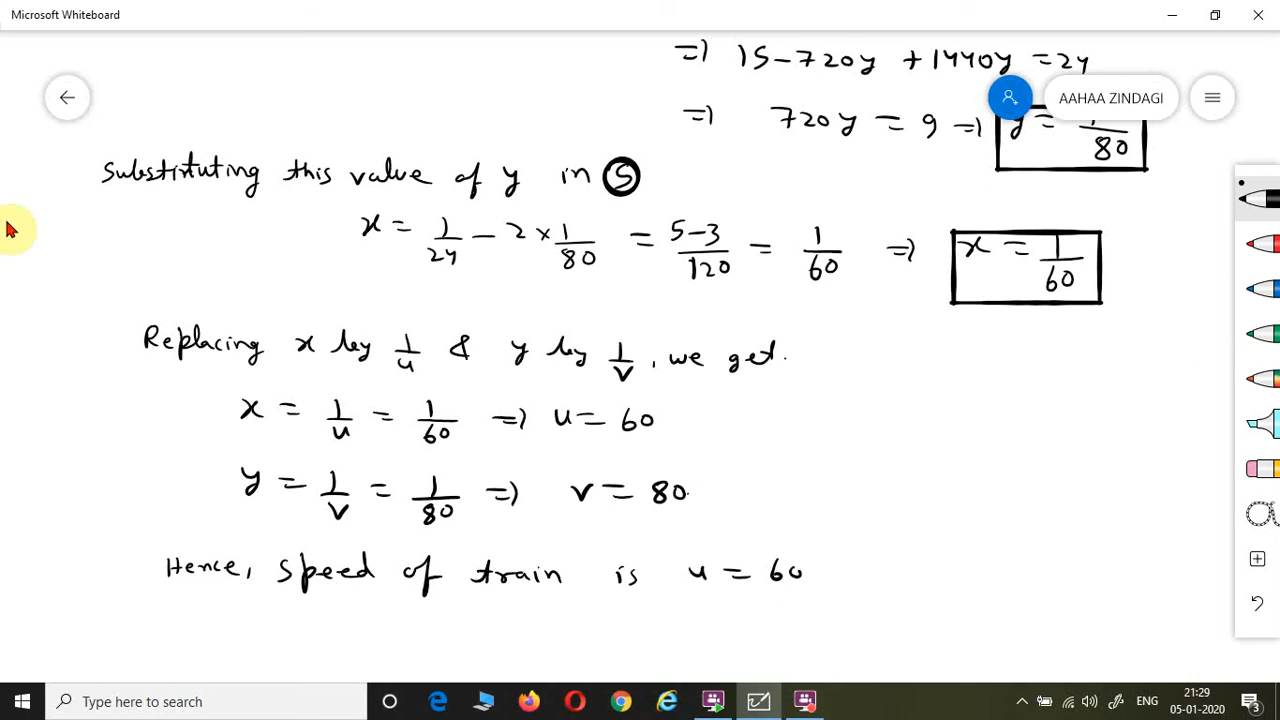 Microsoft Whiteboard
=) 15-720y +1440y =24
AAHAA ZINDAGI
=) 720y = 9 =) y = 1/80
Substituting this value of y in 5
x = 1/24 - 2 × 1/80 = 5-3/120 = 1/60 =) x = 1/60
Replacing x by 1/u & y by 1/v, we get.
x = 1/u = 1/60 =) u = 60
y = 1/v = 1/80 =) v = 80
Hence, speed of train is u = 60
Type here to search
ENG
21:29
05-01-2020
3